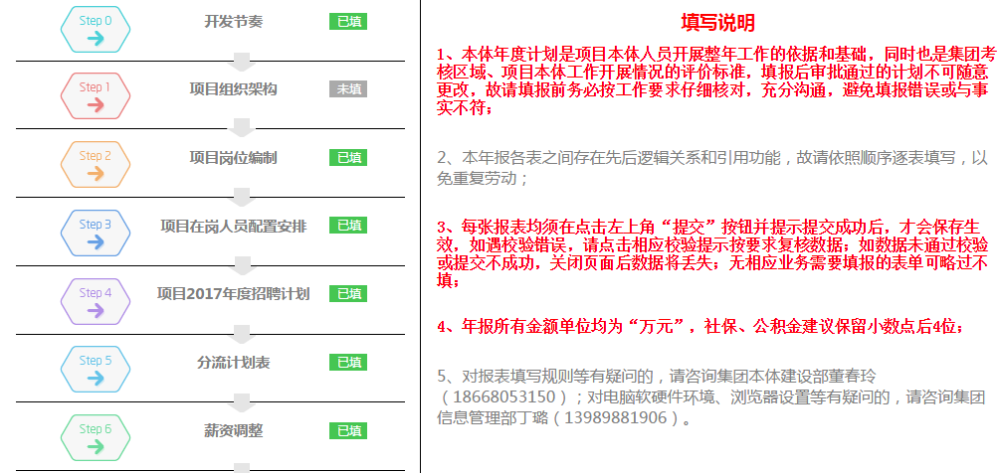 Step 0
开发节奏
已填
Step 1
项目组织架构
未填
Step 2
项目岗位编制
已填
Step 3
项目在岗人员配置安排
已填
Step 4
项目2017年度招聘计划
已填
Step 5
分流计划表
已填
Step 6
薪资调整
已填
填写说明
1、本体年度计划是项目本体人员开展整年工作的依据和基础，同时也是集团考
核区域、项目本体工作开展情况的评价标准，填报后审批通过的计划不可随意
更改，故请填报前务必按工作要求仔细核对，充分沟通，避免填报错误或与事
实不符；
2、本年报各表之间存在先后逻辑关系和引用功能，故请依照顺序逐表填写，以
免重复劳动；
3、每张报表均须在点击左上角“提交”按钮并提示提交成功后，才会保存生
效，如遇校验错误，请点击相应校验提示按要求复核数据；如数据未通过校验
或提交不成功，关闭页面后数据将丢失；无相应业务需要填报的表单可略过不
填；
4、年报所有金额单位均为“万元”，社保、公积金建议保留小数点后4位；
5、对报表填写规则等有疑问的，请咨询集团本体建设部董春玲
（18668053150）；对电脑软硬件环境、浏览器设置等有疑问的，请咨询集团
信息管理部丁璐（13989881906）。